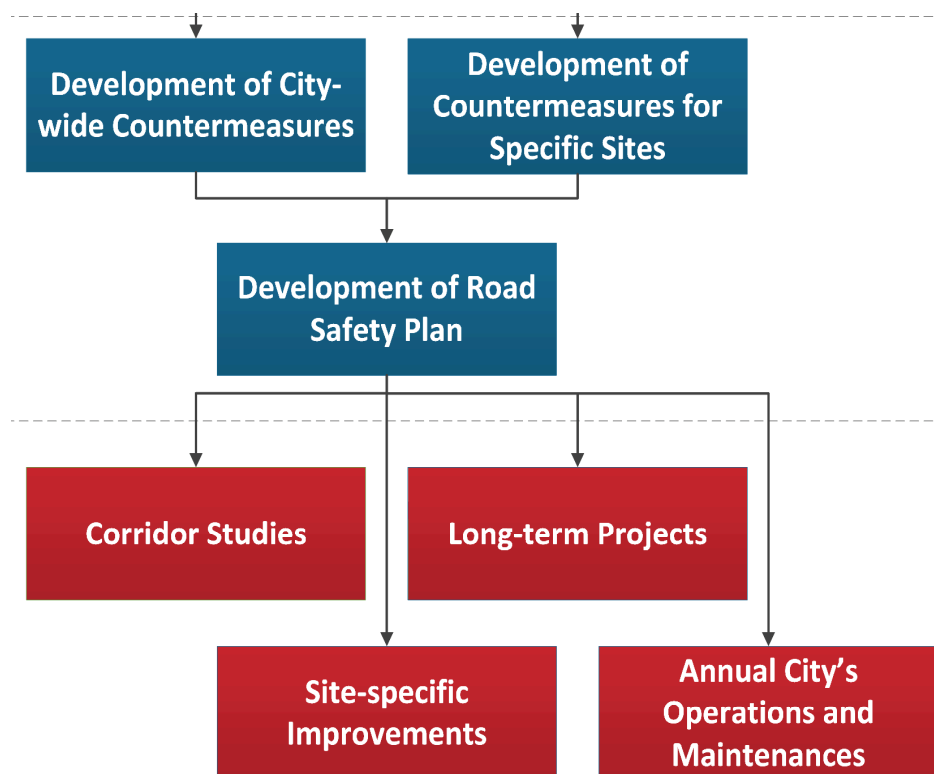 Development of City-
wide Countermeasures
Development of
Countermeasures for
Specific Sites
Development of Road
Safety Plan
Corridor Studies
Long-term Projects
Site-specific
Improvements
Annual City’s
Operations and
Maintenances